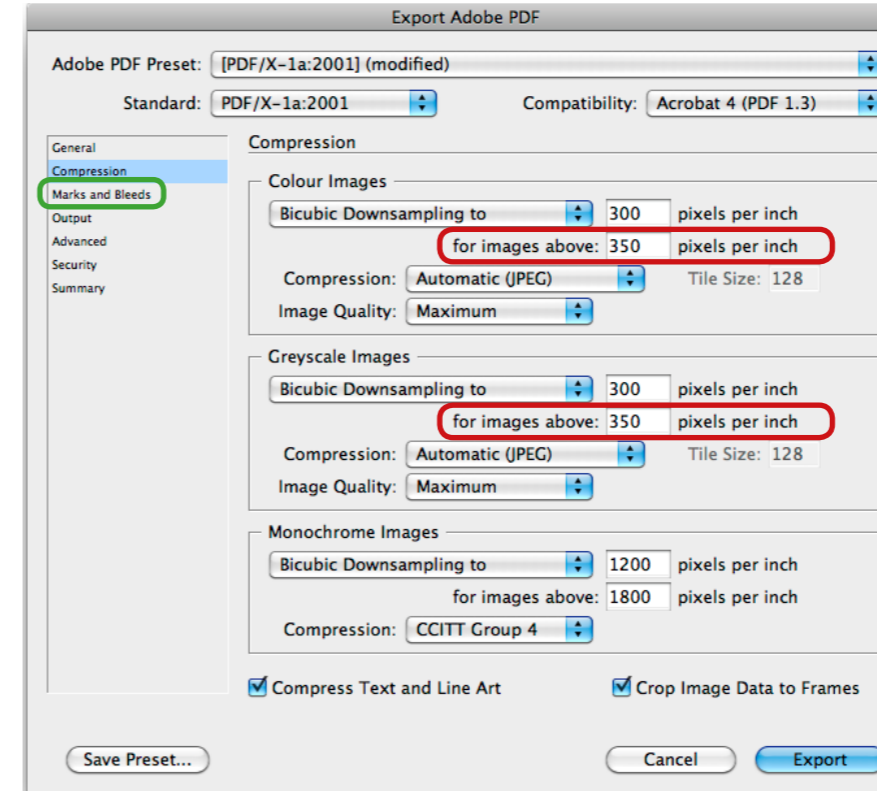 Export Adobe PDF
Adobe PDF Preset: [PDF/X-1a:2001] (modified)
Standard: PDF/X-1a:2001 Compatibility: Acrobat 4 (PDF 1.3)
General
Compression
Marks and Bleeds
Output
Advanced
Security
Summary
Compression
Colour Images
Bicubic Downsampling to 300 pixels per inch
for images above: 350 pixels per inch
Compression: Automatic (JPEG) Tile Size: 128
Image Quality: Maximum
Greyscale Images
Bicubic Downsampling to 300 pixels per inch
for images above: 350 pixels per inch
Compression: Automatic (JPEG) Tile Size: 128
Image Quality: Maximum
Monochrome Images
Bicubic Downsampling to 1200 pixels per inch
for images above: 1800 pixels per inch
Compression: CCITT Group 4
Compress Text and Line Art Crop Image Data to Frames
Save Preset... Cancel Export